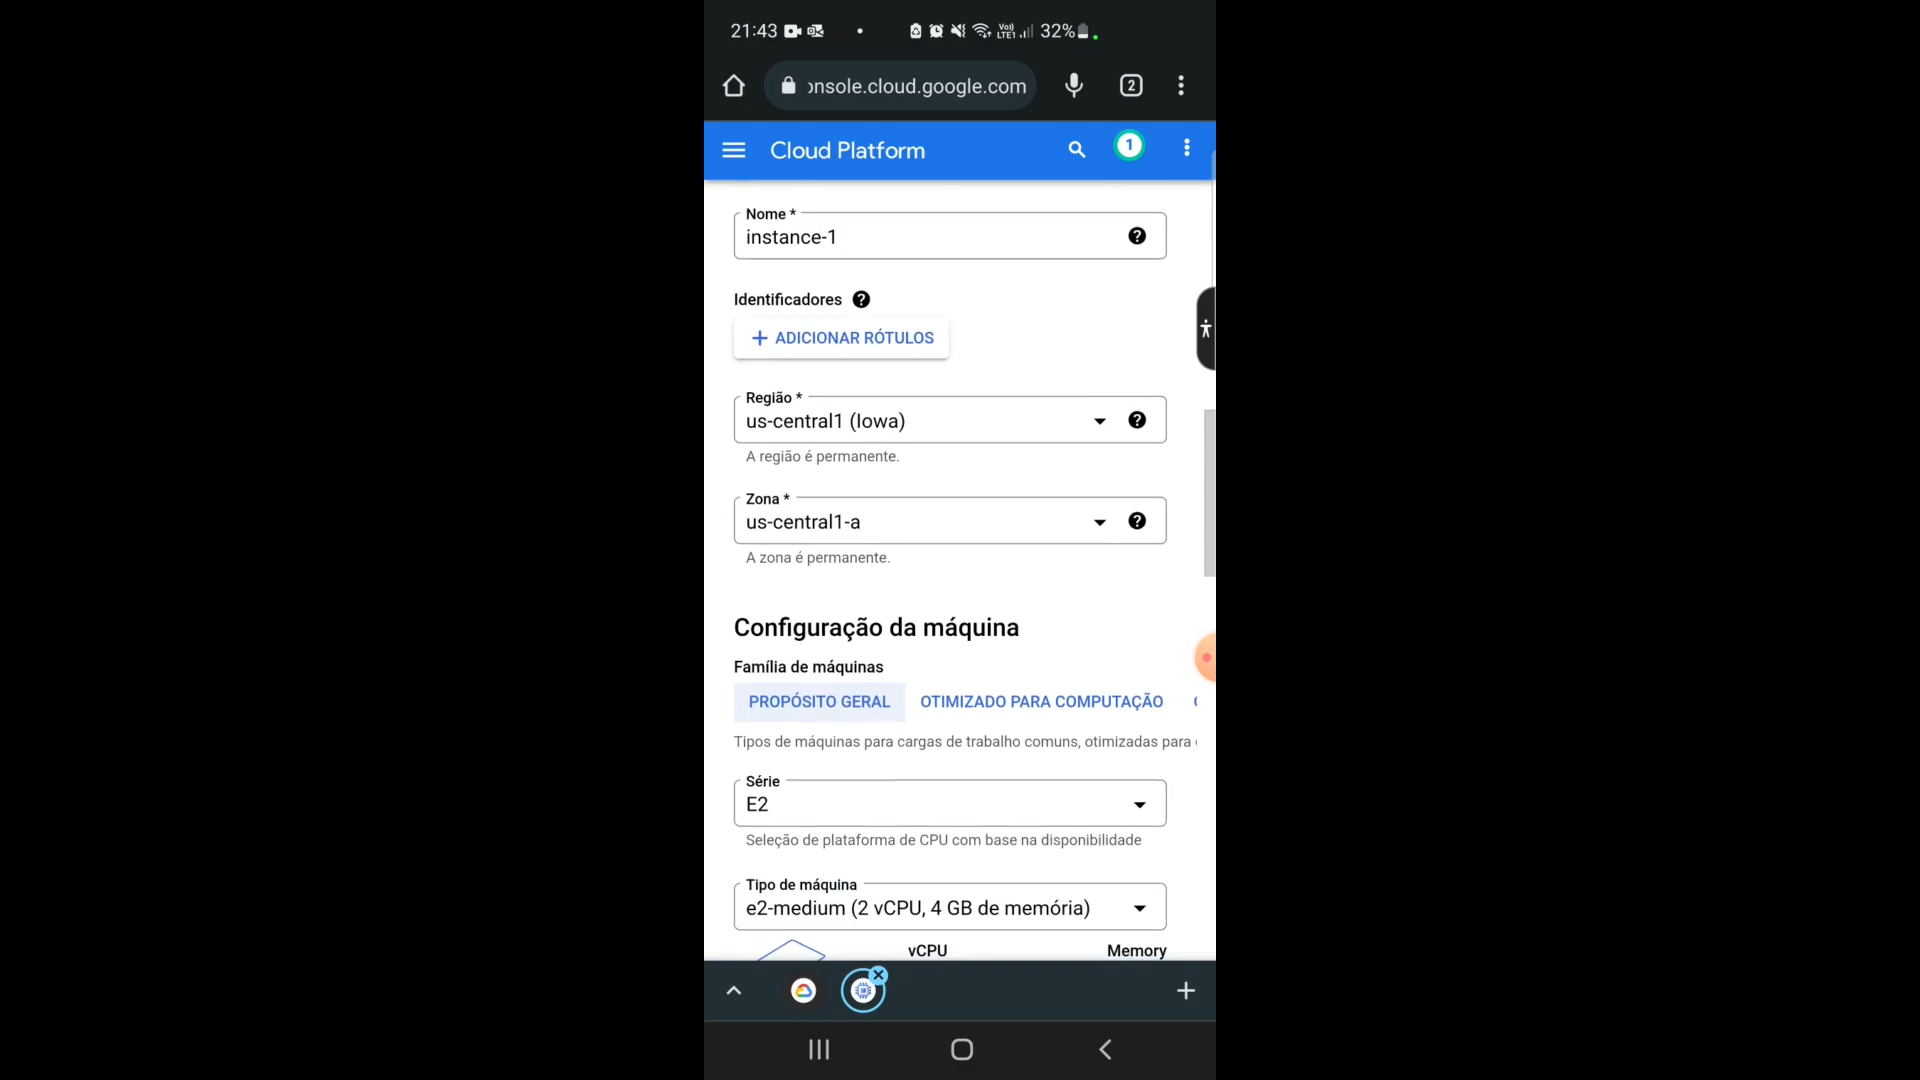 21:43
Vo))
LTE1
32%
onsole.cloud.google.com
2
Cloud Platform
1
Nome *
instance-1
Identificadores
ADICIONAR RÓTULOS
Região *
us-central1 (Iowa)
A região é permanente.
Zona *
us-central1-a
A zona é permanente.
Configuração da máquina
Família de máquinas
PROPÓSITO GERAL OTIMIZADO PARA COMPUTAÇÃO
Tipos de máquinas para cargas de trabalho comuns, otimizadas para
Série
E2
Seleção de plataforma de CPU com base na disponibilidade
Tipo de máquina
e2-medium (2 vCPU, 4 GB de memória)
vCPU Memory